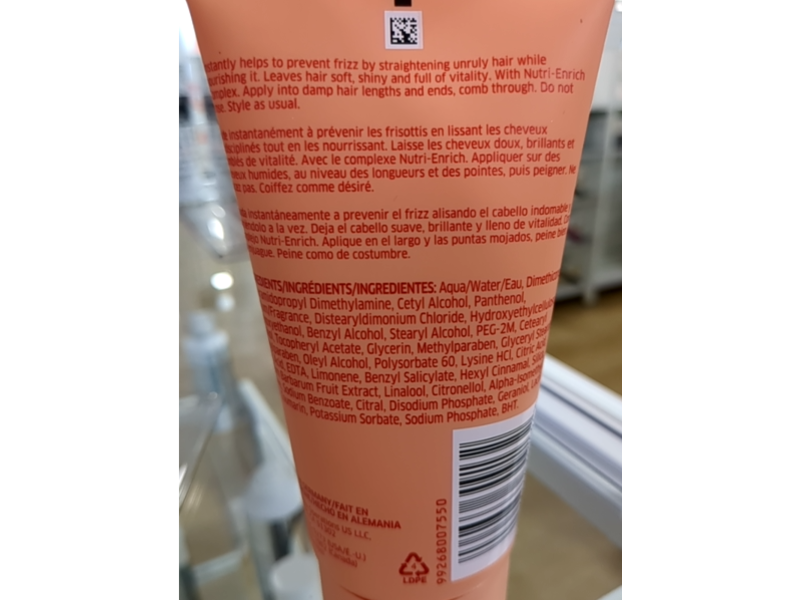 helps to prevent frizz by straightening unruly hair while
it. Leaves hair soft, shiny and full of vitality. With Nutri-Enrich
Apply into damp hair lengths and ends, comb through. Do not
Style as usual.
instantanément à prévenir les frisottis en lissant les cheveux
tout en les nourrissant. Laisse les cheveux doux, brillants et
de vitalité. Avec le complexe Nutri-Enrich. Appliquer sur des
humides, au niveau des longueurs et des pointes, puis peigner. Ne
pas. Coiffez comme désiré.
instantáneamente a prevenir el frizz alisando el cabello indomable
a la vez. Deja el cabello suave, brillante y lleno de vitalidad.
Nutri-Enrich. Aplique en el largo y las puntas mojados, peine
Peine como de costumbre.
/INGRÉDIENTS/INGREDIENTES: Aqua/Water/Eau,
Dimethylamine, Cetyl Alcohol, Panthenol,
Distearyldimonium Chloride,
Benzyl Alcohol, Stearyl Alcohol, PEG-2M,
Tocopheryl Acetate, Glycerin, Methylparaben, Glyceryl
Oleyl Alcohol, Polysorbate 60, Lysine HCl, Citric
EDTA, Limonene, Benzyl Salicylate, Hexyl Cinnamal,
Barbarum Fruit Extract, Linalool, Citronellol,
Sodium Benzoate, Citral, Disodium Phosphate, Geraniol,
Potassium Sorbate, Sodium Phosphate, BHT.
/FAIT EN
EN ALEMANIA
US LLC,
4
LDPE
99268007550